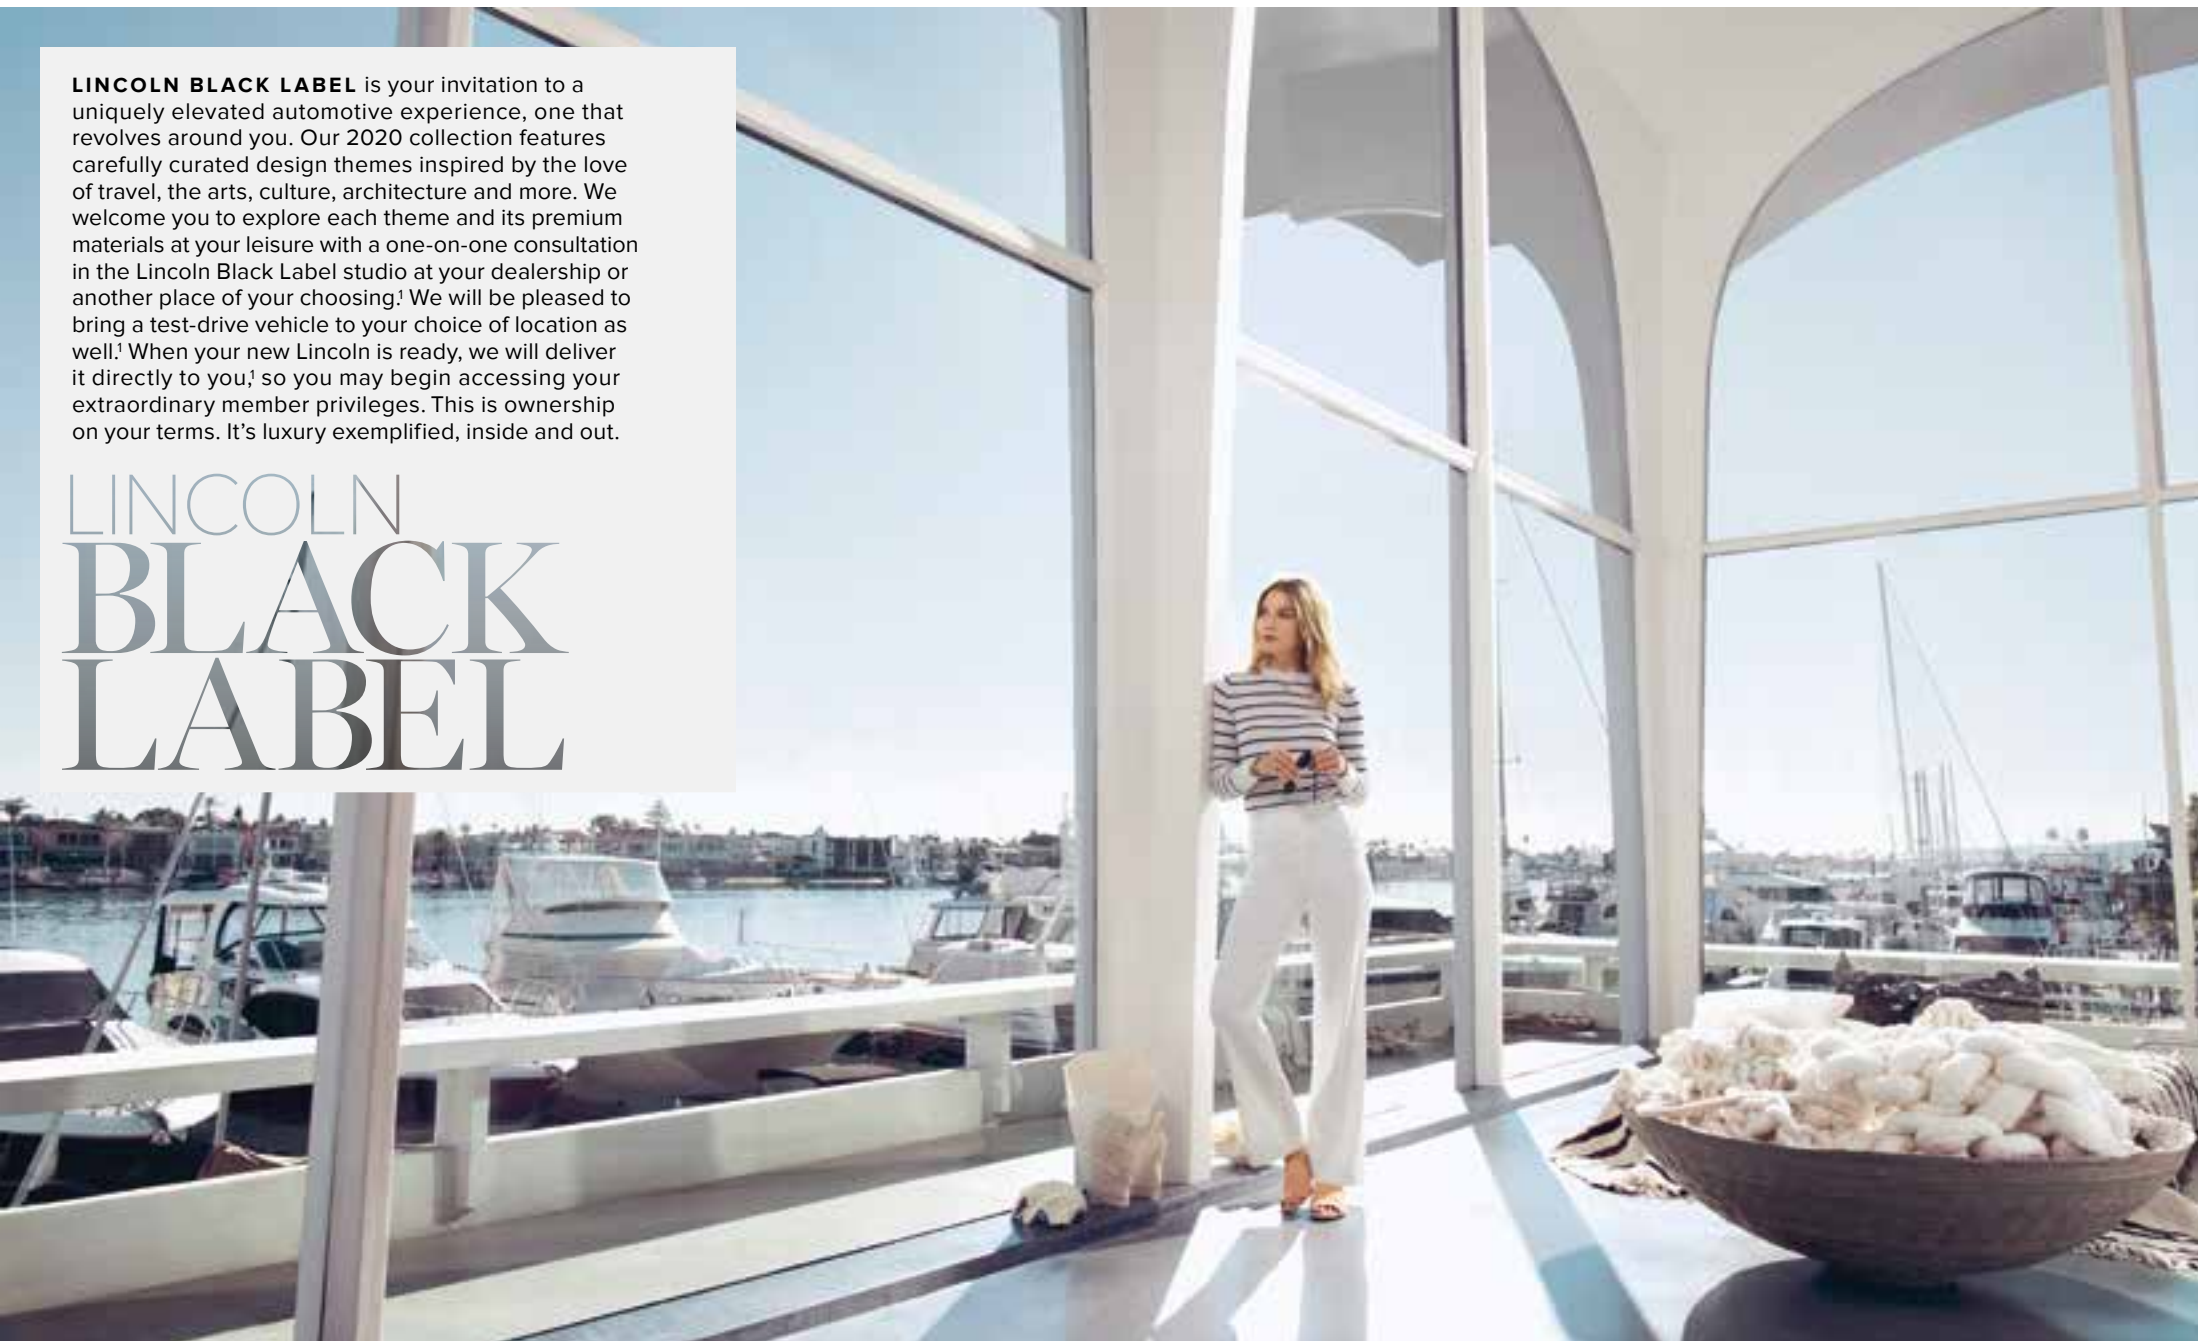 LINCOLN BLACK LABEL is your invitation to a
uniquely elevated automotive experience, one that
revolves around you. Our 2020 collection features
carefully curated design themes inspired by the love
of travel, the arts, culture, architecture and more. We
welcome you to explore each theme and its premium
materials at your leisure with a one-on-one consultation
in the Lincoln Black Label studio at your dealership or
another place of your choosing.¹ We will be pleased to
bring a test-drive vehicle to your choice of location as
well.¹ When your new Lincoln is ready, we will deliver
it directly to you,¹ so you may begin accessing your
extraordinary member privileges. This is ownership
on your terms. It’s luxury exemplified, inside and out.
LINCOLN
BLACK
LABEL